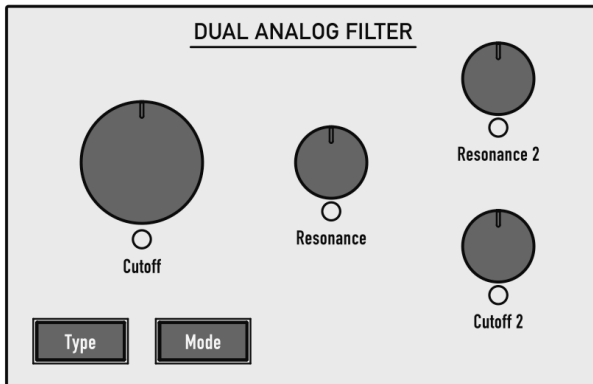 DUAL ANALOG FILTER
Resonance 2
Resonance
Cutoff
Cutoff 2
Type
Mode